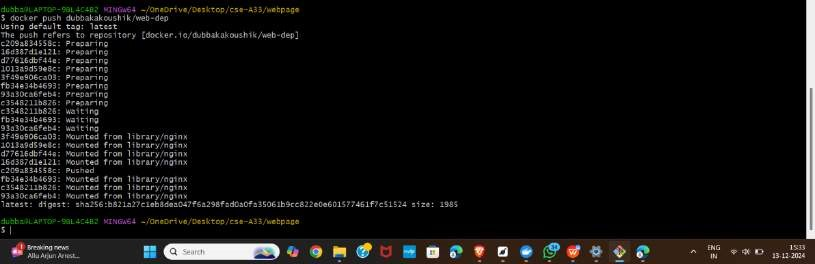 dubba@LAPTOP-9BL4C4B2 MINGW64 ~/OneDrive/Desktop/cse-A33/webpage
$ docker push dubbakakoushik/web-dep
Using default tag: latest
The push refers to repository [docker.io/dubbakakoushik/web-dep]
c209a834558c: Preparing
16d387d1e121: Preparing
d77616dbf44e: Preparing
1013a9d59e8c: Preparing
3f49e906ca03: Preparing
fb34e34b4693: Preparing
93a30ca6feb4: Preparing
c3548211b826: Preparing
c3548211b826: Waiting
fb34e34b4693: Waiting
93a30ca6feb4: Waiting
3f49e906ca03: Mounted from library/nginx
1013a9d59e8c: Mounted from library/nginx
d77616dbf44e: Mounted from library/nginx
16d387d1e121: Mounted from library/nginx
c209a834558c: Pushed
fb34e34b4693: Mounted from library/nginx
c3548211b826: Mounted from library/nginx
93a30ca6feb4: Mounted from library/nginx
latest: digest: sha256:b821a27c1eb8dea047f6a298fad0a0fa35061b9cc822e0e601577461f7c51524 size: 1985
dubba@LAPTOP-9BL4C4B2 MINGW64 ~/OneDrive/Desktop/cse-A33/webpage
$
Breaking news
Allu Arjun Arrest...
Search
ENG
IN
15:33
13-12-2024